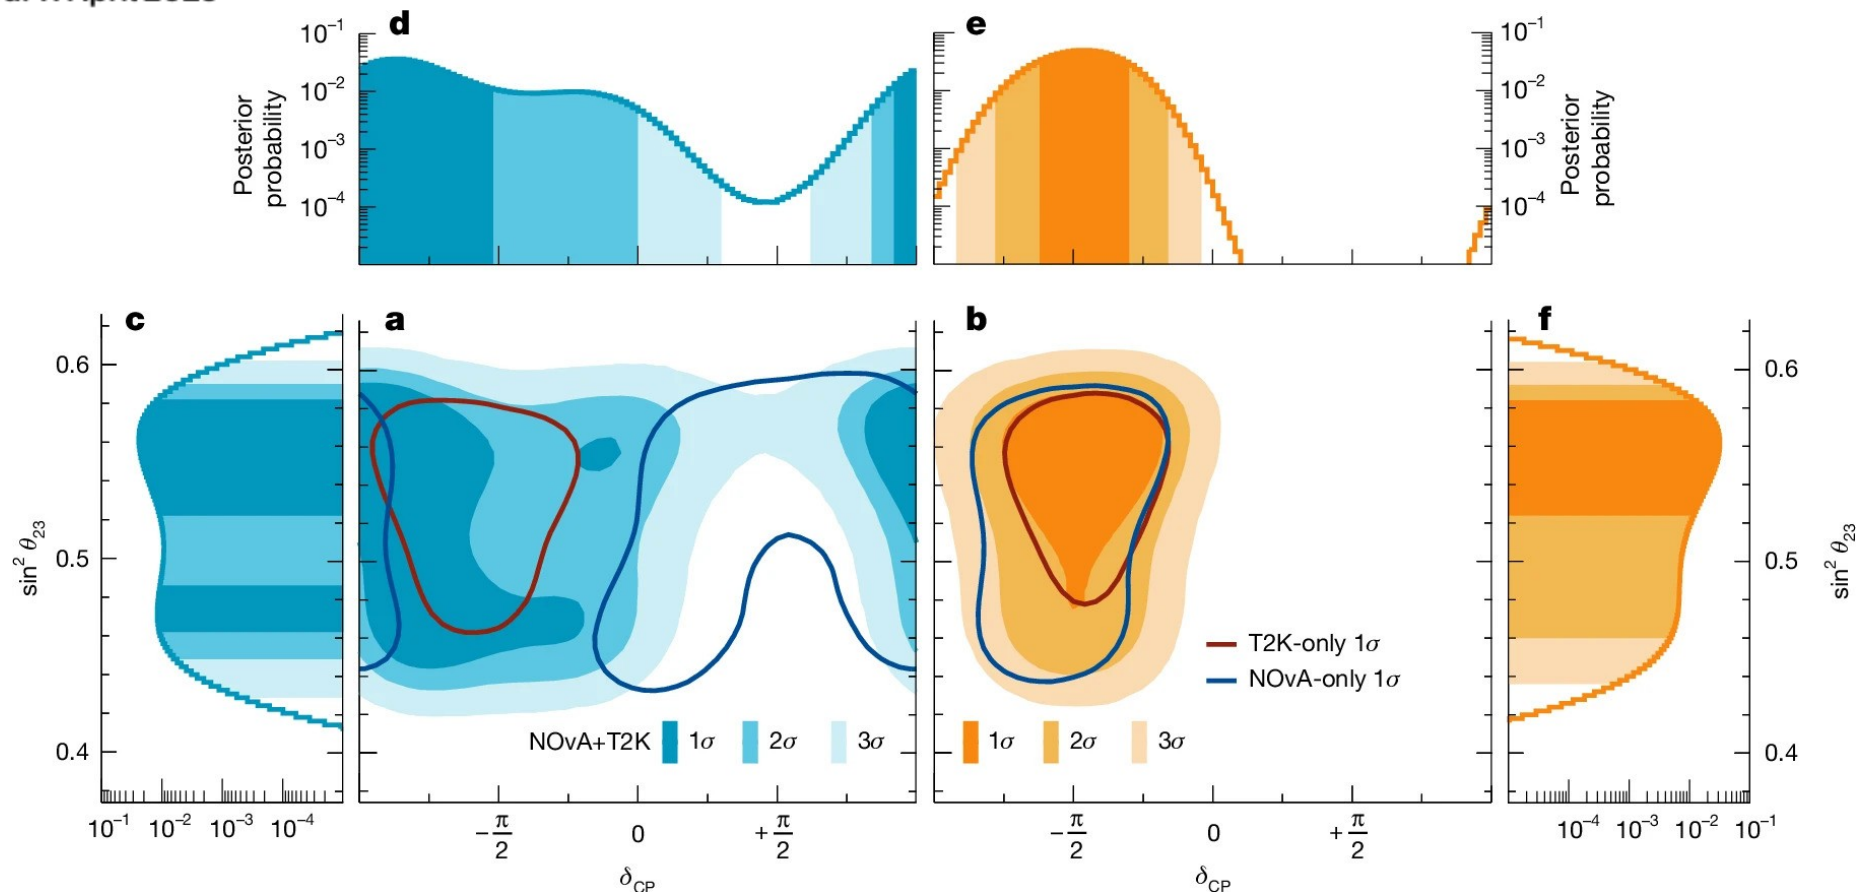 d
e
10⁻¹
10⁻²
10⁻³
10⁻⁴
Posterior
probability
10⁻¹
10⁻²
10⁻³
10⁻⁴
Posterior
probability
c
a
b
f
0.6
0.5
0.4
sin² θ₂₃
0.6
0.5
0.4
sin² θ₂₃
T2K-only 1σ
NOvA-only 1σ
NOvA+T2K 1σ 2σ 3σ
1σ 2σ 3σ
10⁻¹ 10⁻² 10⁻³ 10⁻⁴
−π/2 0 +π/2
−π/2 0 +π/2
10⁻⁴ 10⁻³ 10⁻² 10⁻¹
δCP
δCP